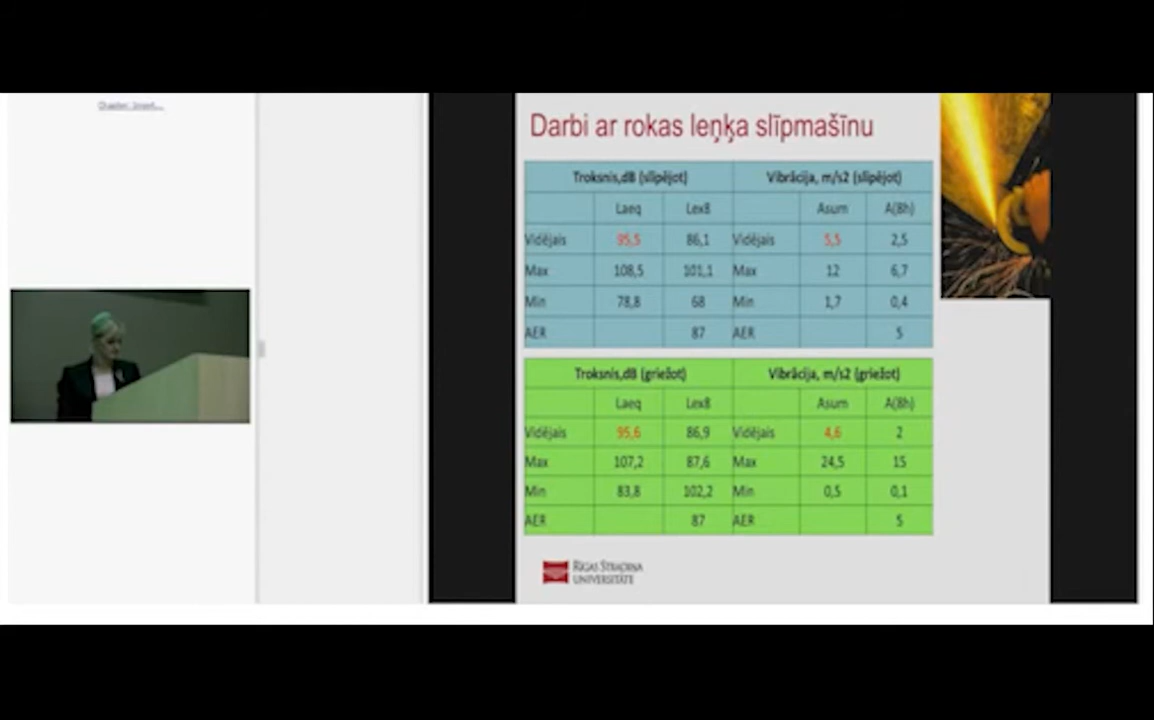 Darbi ar rokas leņķa slīpmašīnu
Troksnis,dB (slīpējot) Vibrācija, m/s2 (slīpējot)
Laeq Lex8 Asum A(8h)
Vidējais 95,5 86,1 Vidējais 5,5 2,5
Max 108,5 101,1 Max 12 6,7
Min 78,8 68 Min 1,7 0,4
AER 87 AER 5
Troksnis,dB (griežot) Vibrācija, m/s2 (griežot)
Laeq Lex8 Asum A(8h)
Vidējais 95,6 86,9 Vidējais 4,6 2
Max 107,2 87,6 Max 24,5 15
Min 83,8 102,2 Min 0,5 0,1
AER 87 AER 5
RĪGAS STRADIŅA
UNIVERSITĀTE